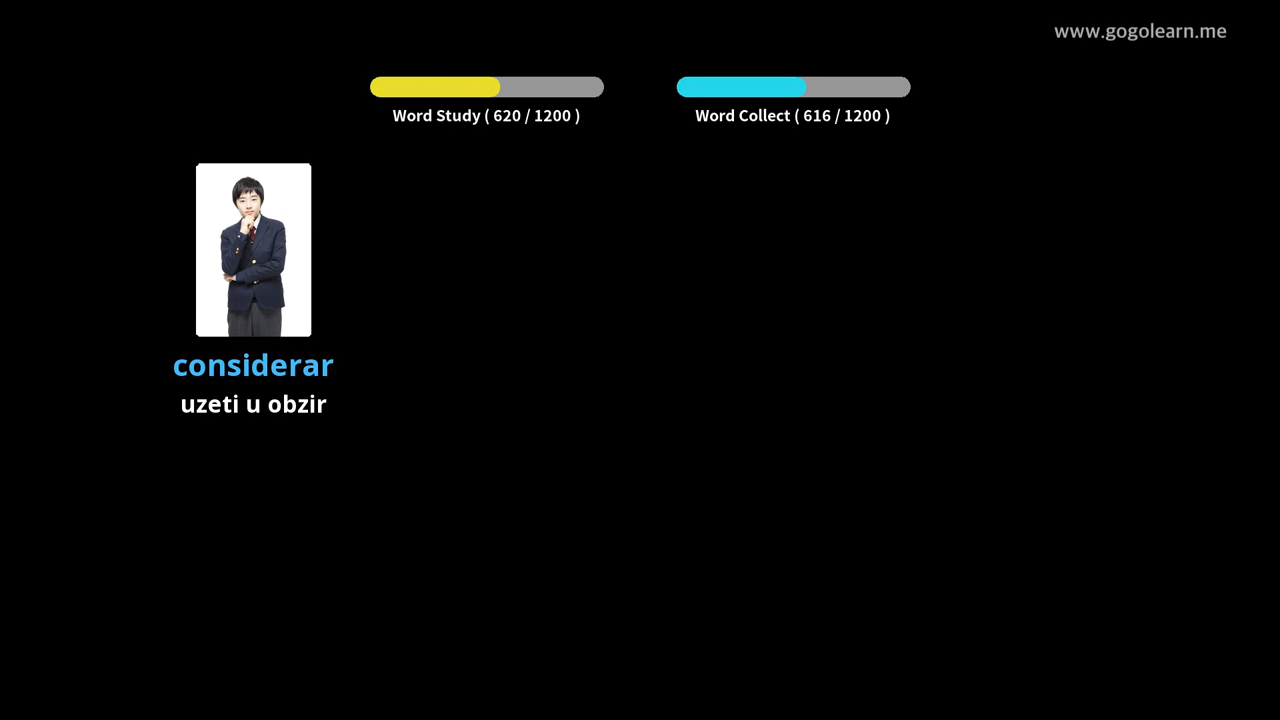 www.gogolearn.me
Word Study ( 620 / 1200 )
Word Collect ( 616 / 1200 )
considerar
uzeti u obzir